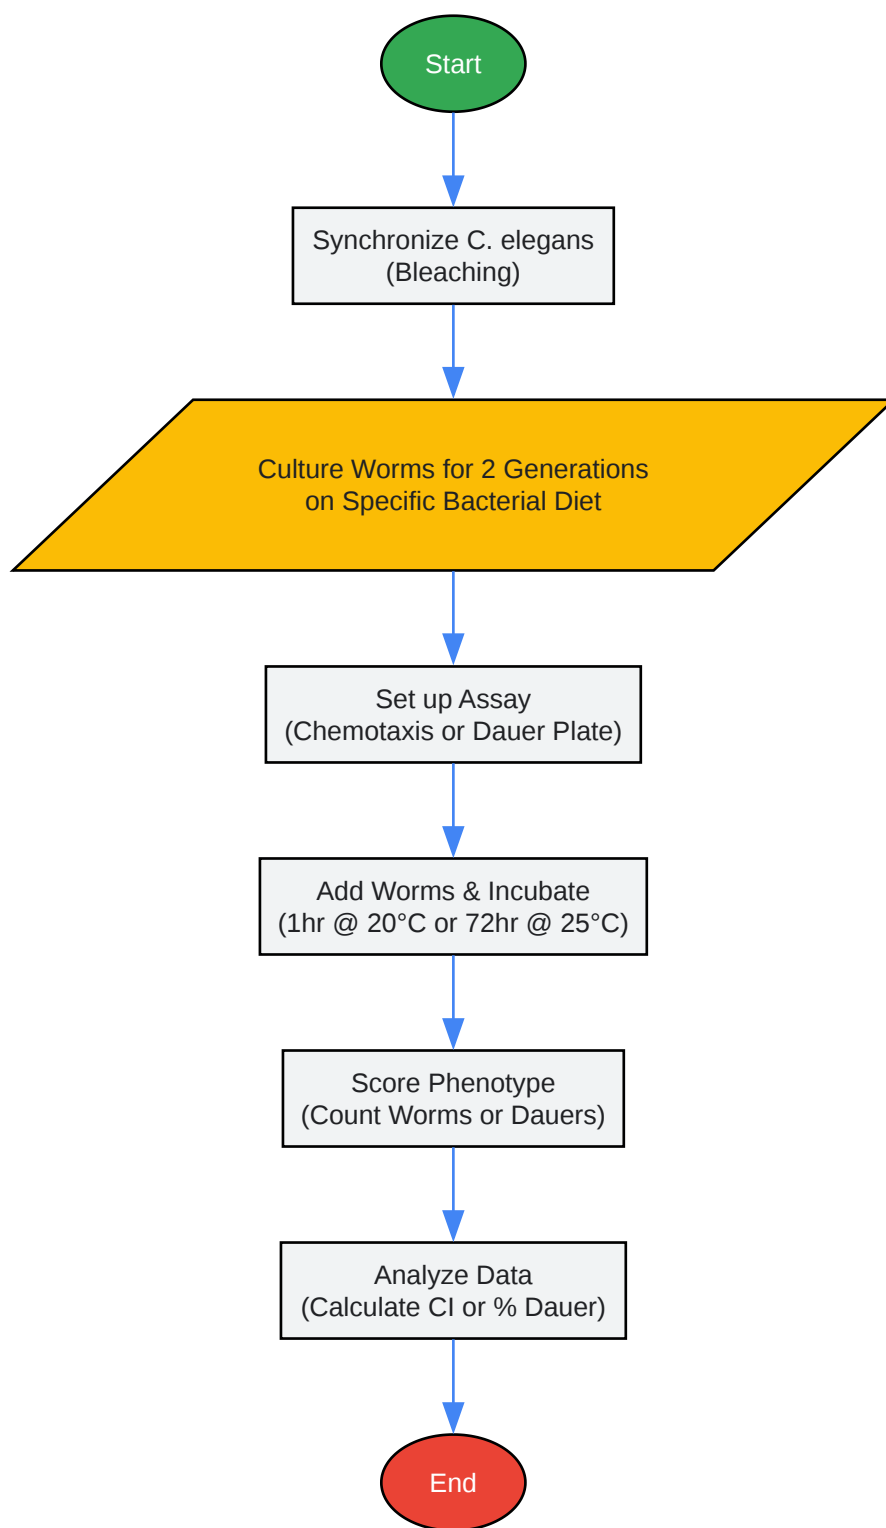 Start
Synchronize C. elegans
(Bleaching)
Culture Worms for 2 Generations
on Specific Bacterial Diet
Set up Assay
(Chemotaxis or Dauer Plate)
Add Worms & Incubate
(1hr @ 20°C or 72hr @ 25°C)
Score Phenotype
(Count Worms or Dauers)
Analyze Data
(Calculate CI or % Dauer)
End